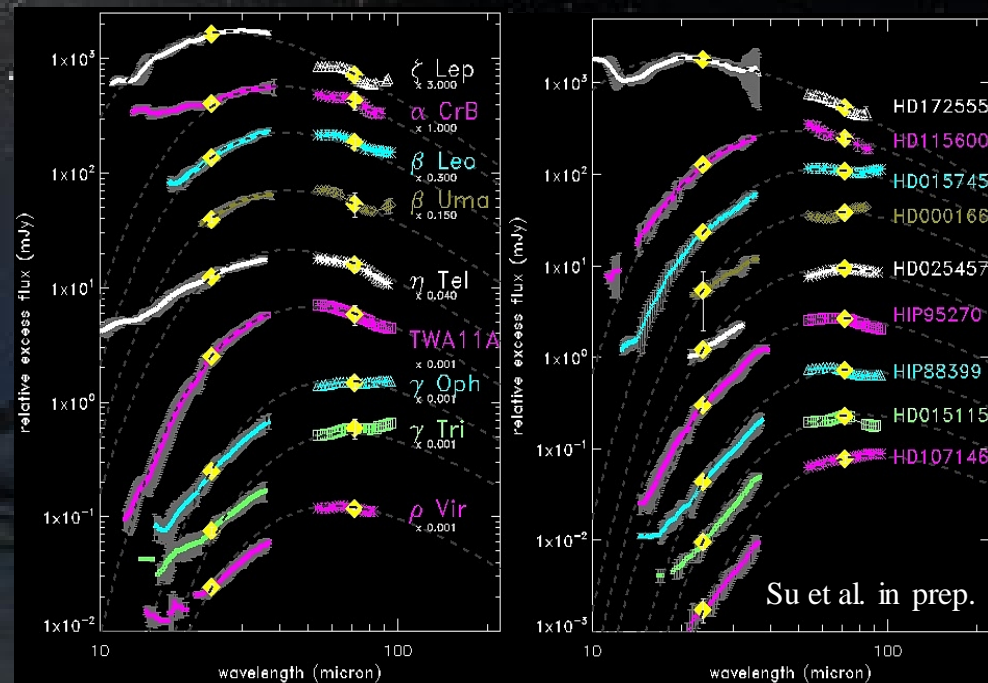 relative excess flux (mJy)
1x10³
1x10²
1x10¹
1x10⁰
1x10⁻¹
1x10⁻²
10
100
wavelength (micron)
ζ Lep
x 3.000
α CrB
x 1.000
β Leo
x 0.300
β Uma
x 0.150
η Tel
x 0.040
TWA11A
x 0.001
γ Oph
x 0.001
γ Tri
x 0.001
ρ Vir
x 0.001
relative excess flux (mJy)
1x10³
1x10²
1x10¹
1x10⁰
1x10⁻¹
1x10⁻²
1x10⁻³
10
100
wavelength (micron)
HD172555
HD115600
HD015745
HD000166
HD025457
HIP95270
HIP88399
HD015115
HD107146
Su et al. in prep.